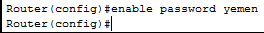 Router(config)#enable password yemen
Router(config)#